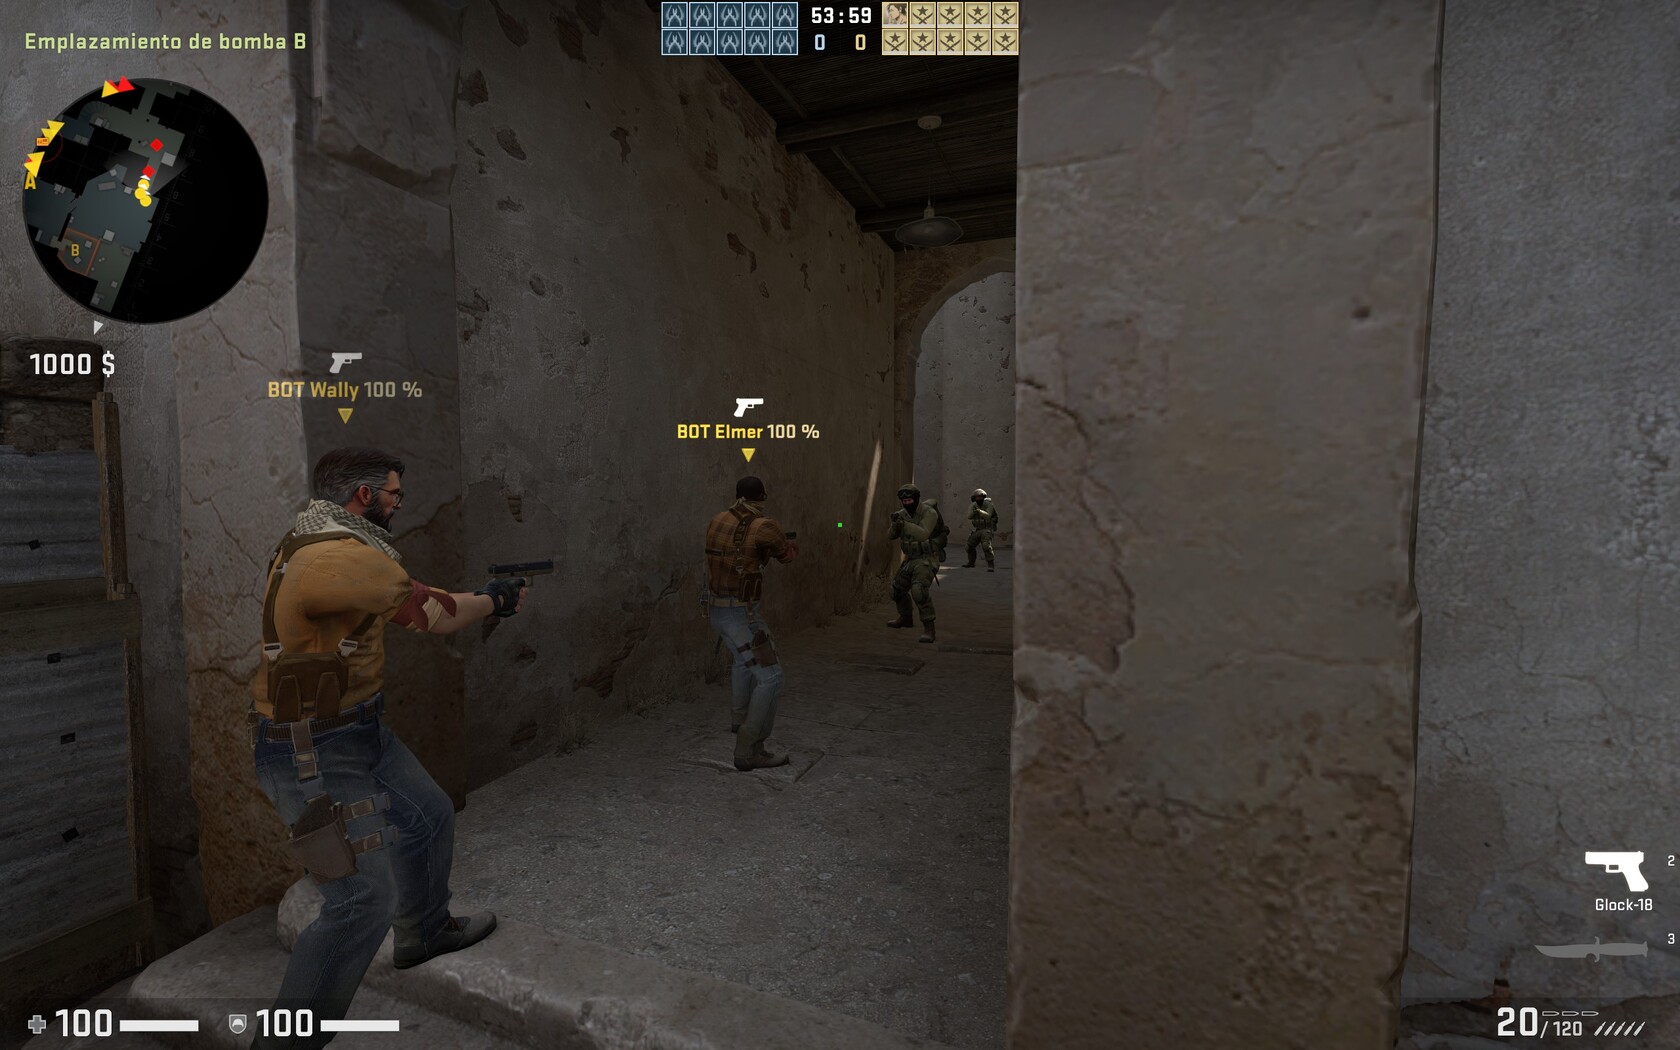 Emplazamiento de bomba B
53:59
0 0
A
B
1000 $
BOT Wally 100 %
BOT Elmer 100 %
2
Glock-18
3
100
100
20/120